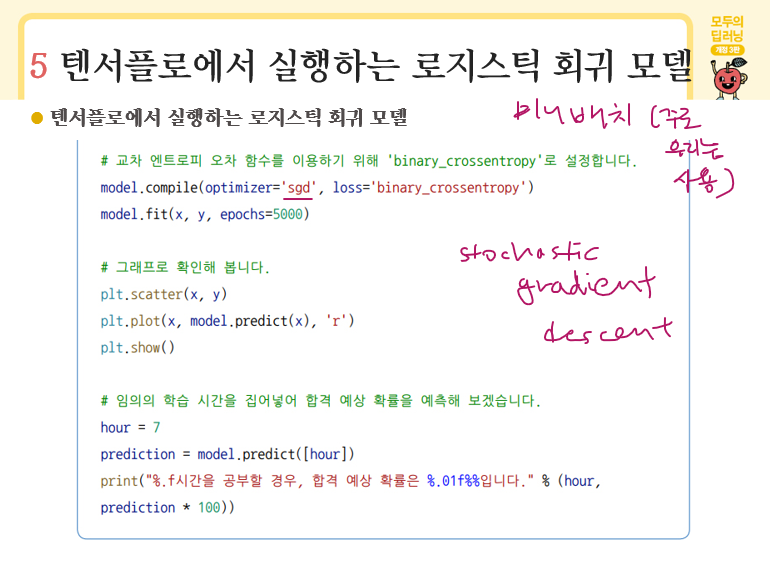 모두의
딥러닝
개정 3판
5 텐서플로에서 실행하는 로지스틱 회귀 모델
텐서플로에서 실행하는 로지스틱 회귀 모델
미니배치 (주로
우리는
사용)
# 교차 엔트로피 오차 함수를 이용하기 위해 'binary_crossentropy'로 설정합니다.
model.compile(optimizer='sgd', loss='binary_crossentropy')
model.fit(x, y, epochs=5000)
stochastic
gradient
descent
# 그래프로 확인해 봅니다.
plt.scatter(x, y)
plt.plot(x, model.predict(x), 'r')
plt.show()
# 임의의 학습 시간을 집어넣어 합격 예상 확률을 예측해 보겠습니다.
hour = 7
prediction = model.predict([hour])
print("%.f시간을 공부할 경우, 합격 예상 확률은 %.01f%%입니다." % (hour,
prediction * 100))